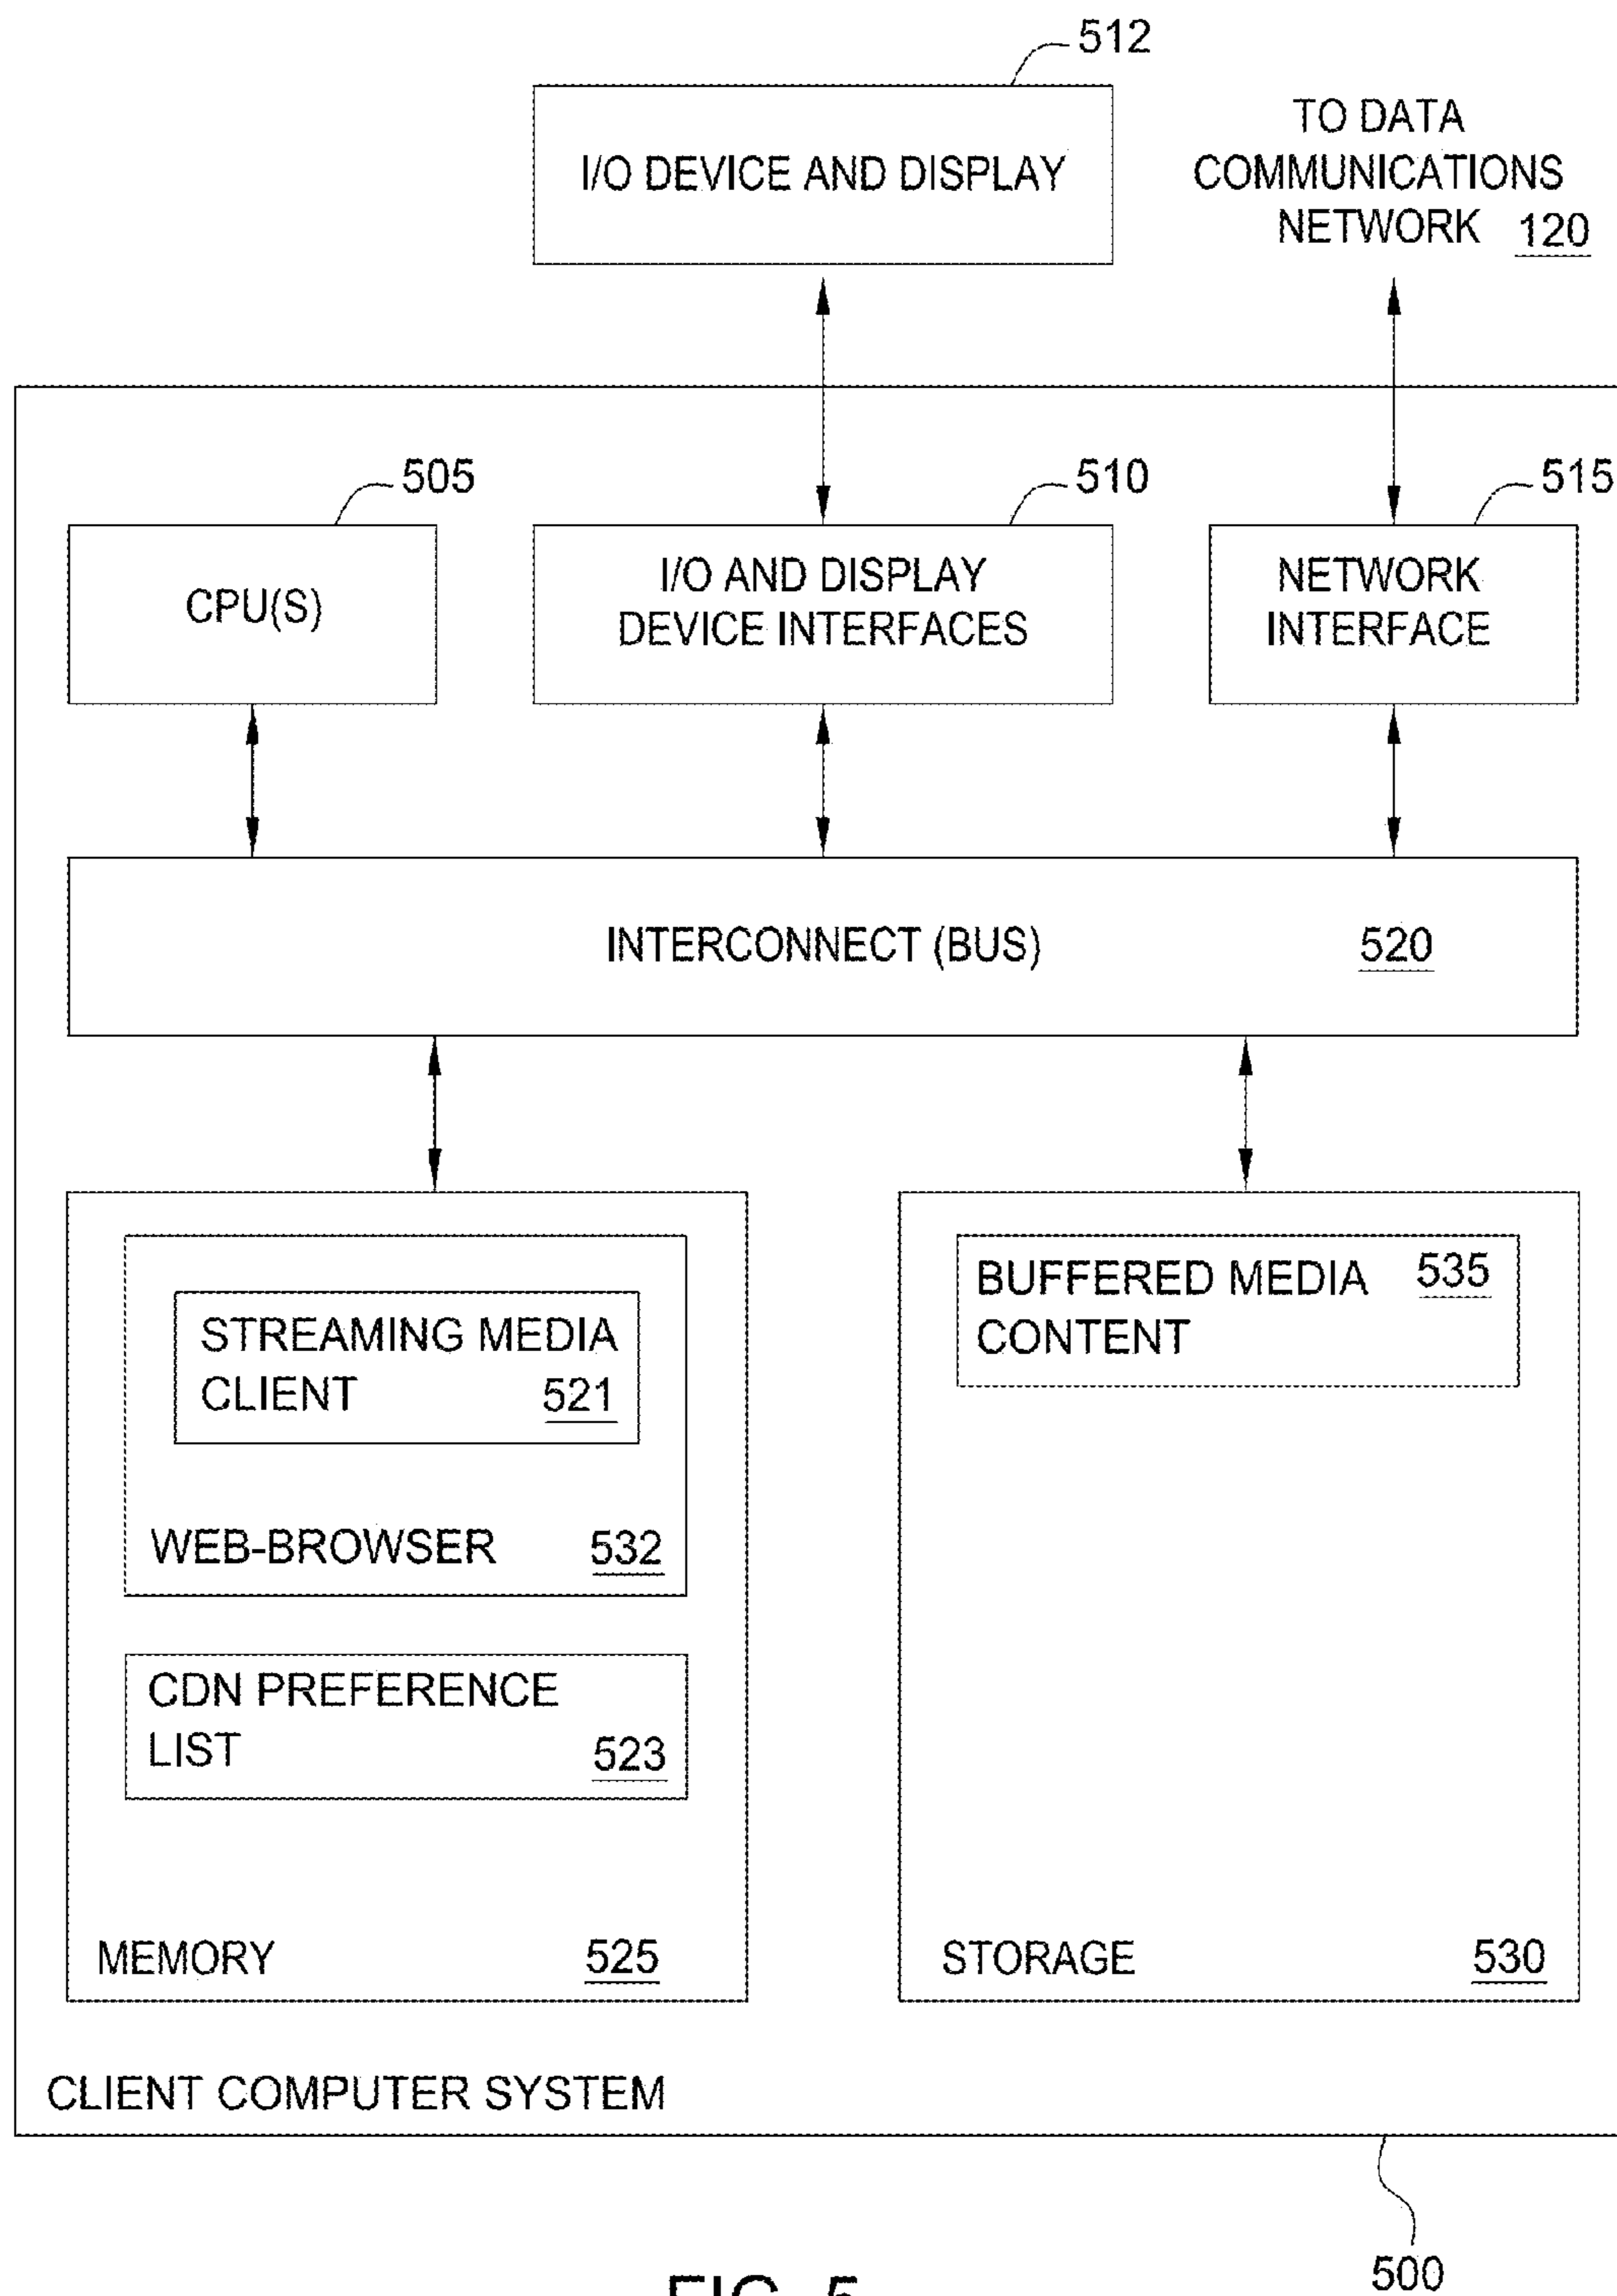 512
I/O DEVICE AND DISPLAY
TO DATA
COMMUNICATIONS
NETWORK 120
505
510
515
CPU(S)
I/O AND DISPLAY
DEVICE INTERFACES
NETWORK
INTERFACE
INTERCONNECT (BUS) 520
STREAMING MEDIA
CLIENT 521
WEB-BROWSER 532
CDN PREFERENCE
LIST 523
MEMORY 525
BUFFERED MEDIA 535
CONTENT
STORAGE 530
CLIENT COMPUTER SYSTEM
500
FIG. 5